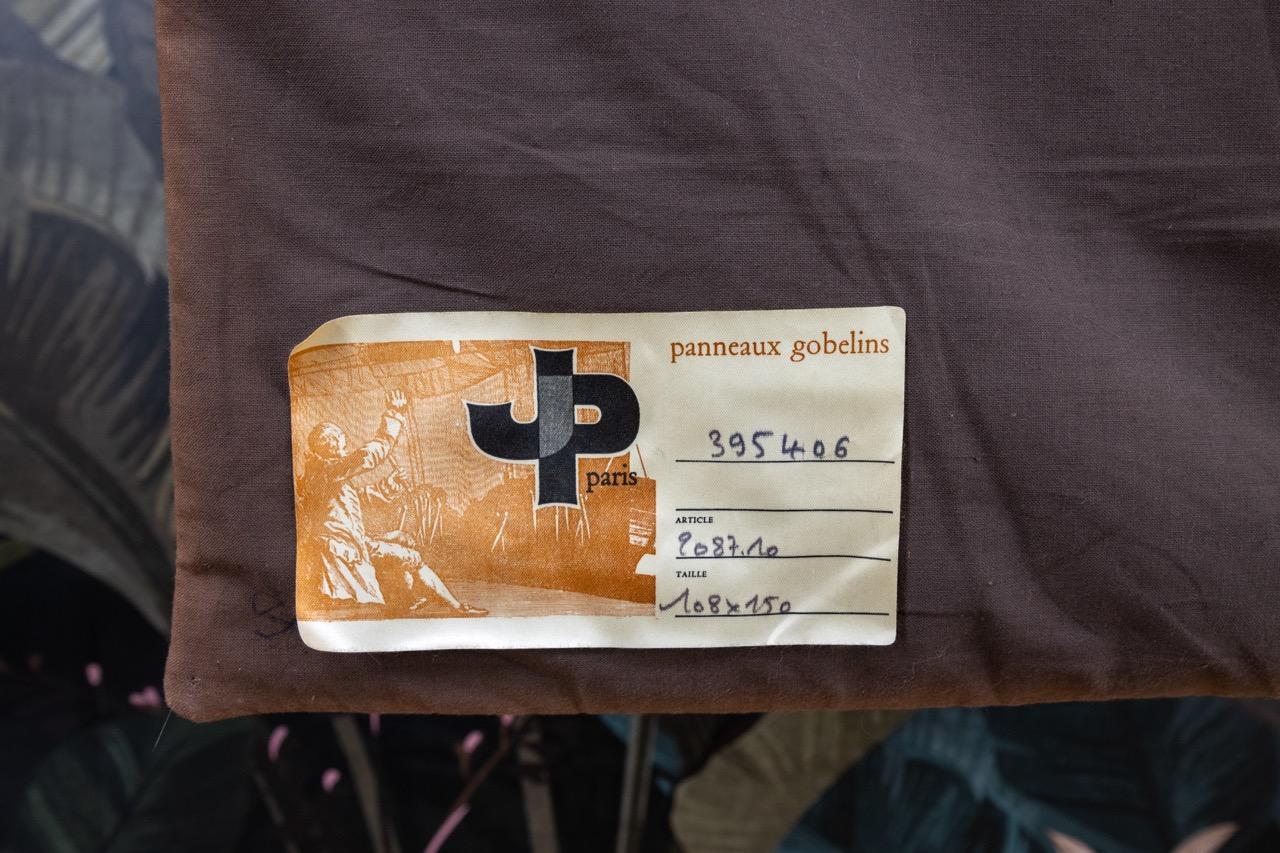 JP
paris
panneaux gobelins
395406
ARTICLE
9087.10
TAILLE
108x150